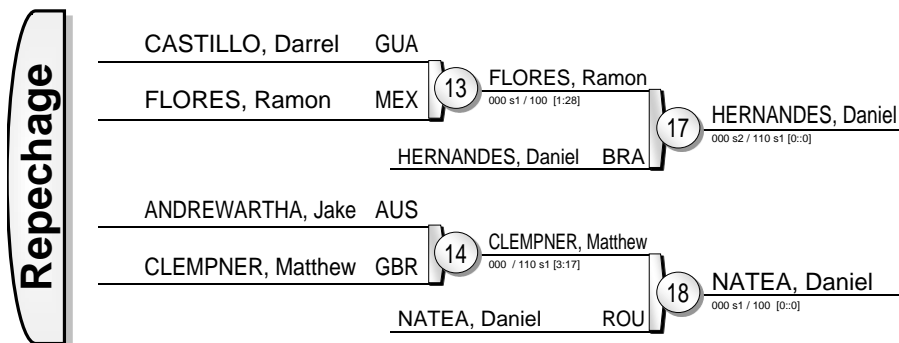 Repechage
CASTILLO, Darrel GUA
FLORES, Ramon MEX
13
FLORES, Ramon
000 s1 / 100 [1:28]
HERNANDES, Daniel BRA
17
HERNANDES, Daniel
000 s2 / 110 s1 [0::0]
ANDREWARTHA, Jake AUS
CLEMPNER, Matthew GBR
14
CLEMPNER, Matthew
000 / 110 s1 [3:17]
NATEA, Daniel ROU
18
NATEA, Daniel
000 s1 / 100 [0::0]